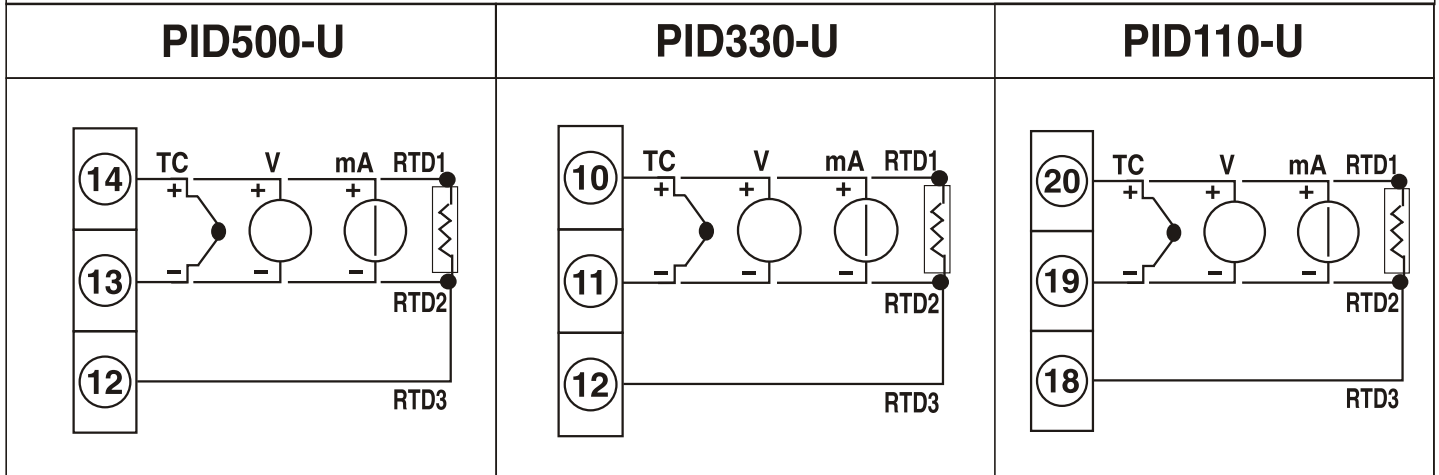 PID500-U
PID330-U
PID110-U
14 TC V mA RTD1
+ + +
13 − − −
RTD2
12
RTD3
10 TC V mA RTD1
+ + +
11 − − −
RTD2
12
RTD3
20 TC V mA RTD1
+ + +
19 − − −
RTD2
18
RTD3